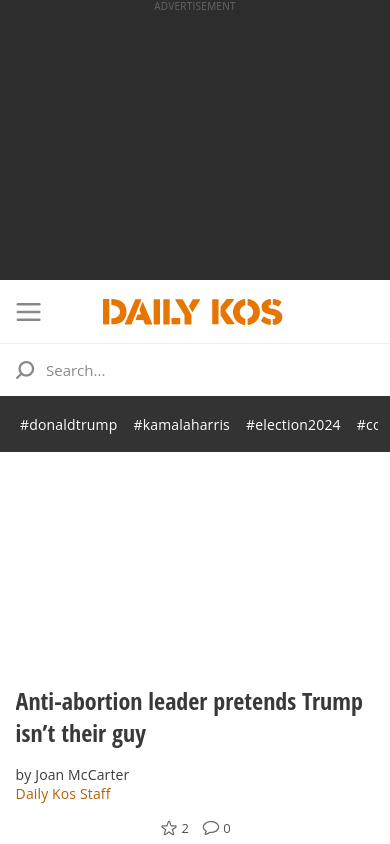 ADVERTISEMENT
DAILY KOS
Search...
#donaldtrump #kamalaharris #election2024
Anti-abortion leader pretends Trump
isn’t their guy
by Joan McCarter
Daily Kos Staff
2 0